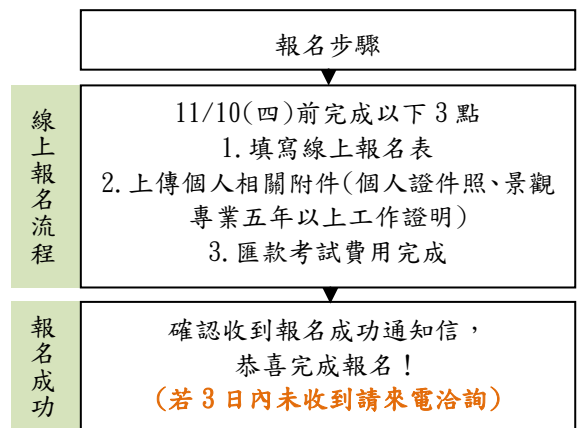 報名步驟
線上報名流程
11/10(四)前完成以下 3 點
1.填寫線上報名表
2.上傳個人相關附件(個人證件照、景觀
專業五年以上工作證明)
3.匯款考試費用完成
報名成功
確認收到報名成功通知信，
恭喜完成報名！
(若 3 日內未收到請來電洽詢)